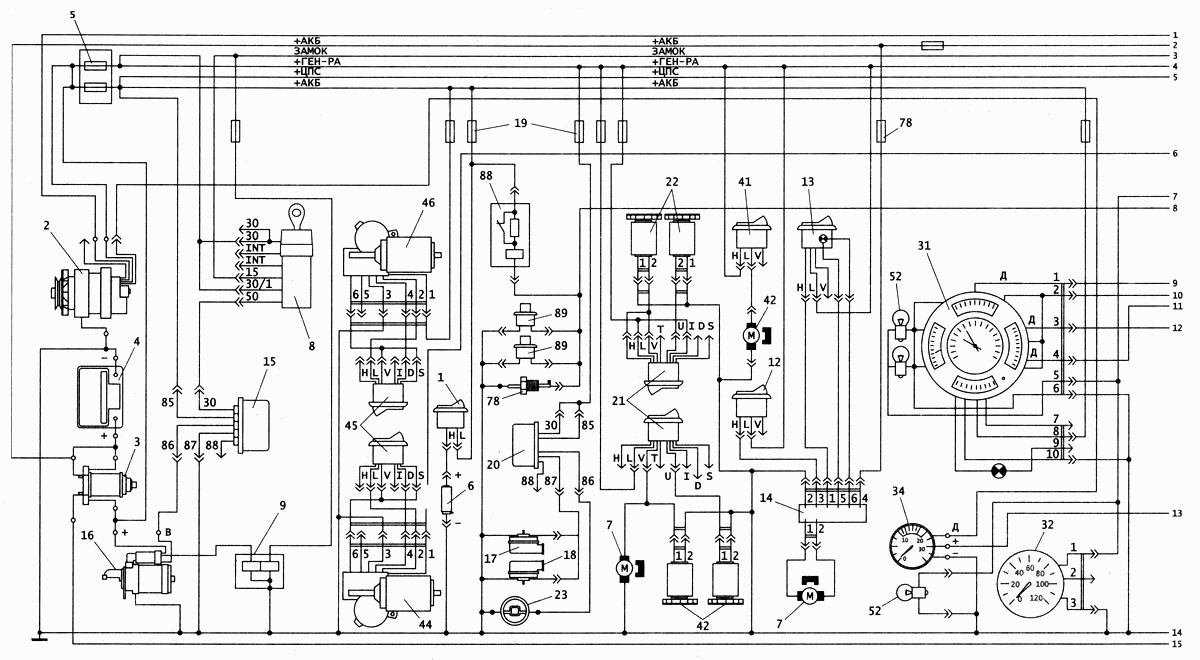 5
+АКБ
ЗАМОК
+ГЕН-РА
+ЦПС
+АКБ
+АКБ
ЗАМОК
+ГЕН-РА
+ЦПС
+АКБ
1
2
3
4
5
6
7
8
9
10
11
12
13
14
15
19
78
2
30
30
INT
INT
15
30/1
50
8
46
6 5 3 4 2 1
88
22
1 2
2 1
41
H L V
13
H L V
31
52
Д
Д
Д
1
2
3
4
5
6
7
8
9
10
4
−
+
15
85
30
86
87
88
3
16
+
B
9
H L V I D S
45
H L V I D S
6 5 3 4 2 1
44
1
H L
+
6
−
89
89
78
20
30
85
88
87
86
17
18
23
H L V T U I D S
21
H L V T U I D S
42
M
12
H L V
7
M
1 2
1 2
42
14
2 3 1 5 6 4
1 2
M
7
34
0 10 20 30
Д
+
−
52
32
0 20 40 60 80 100 120
1
2
3